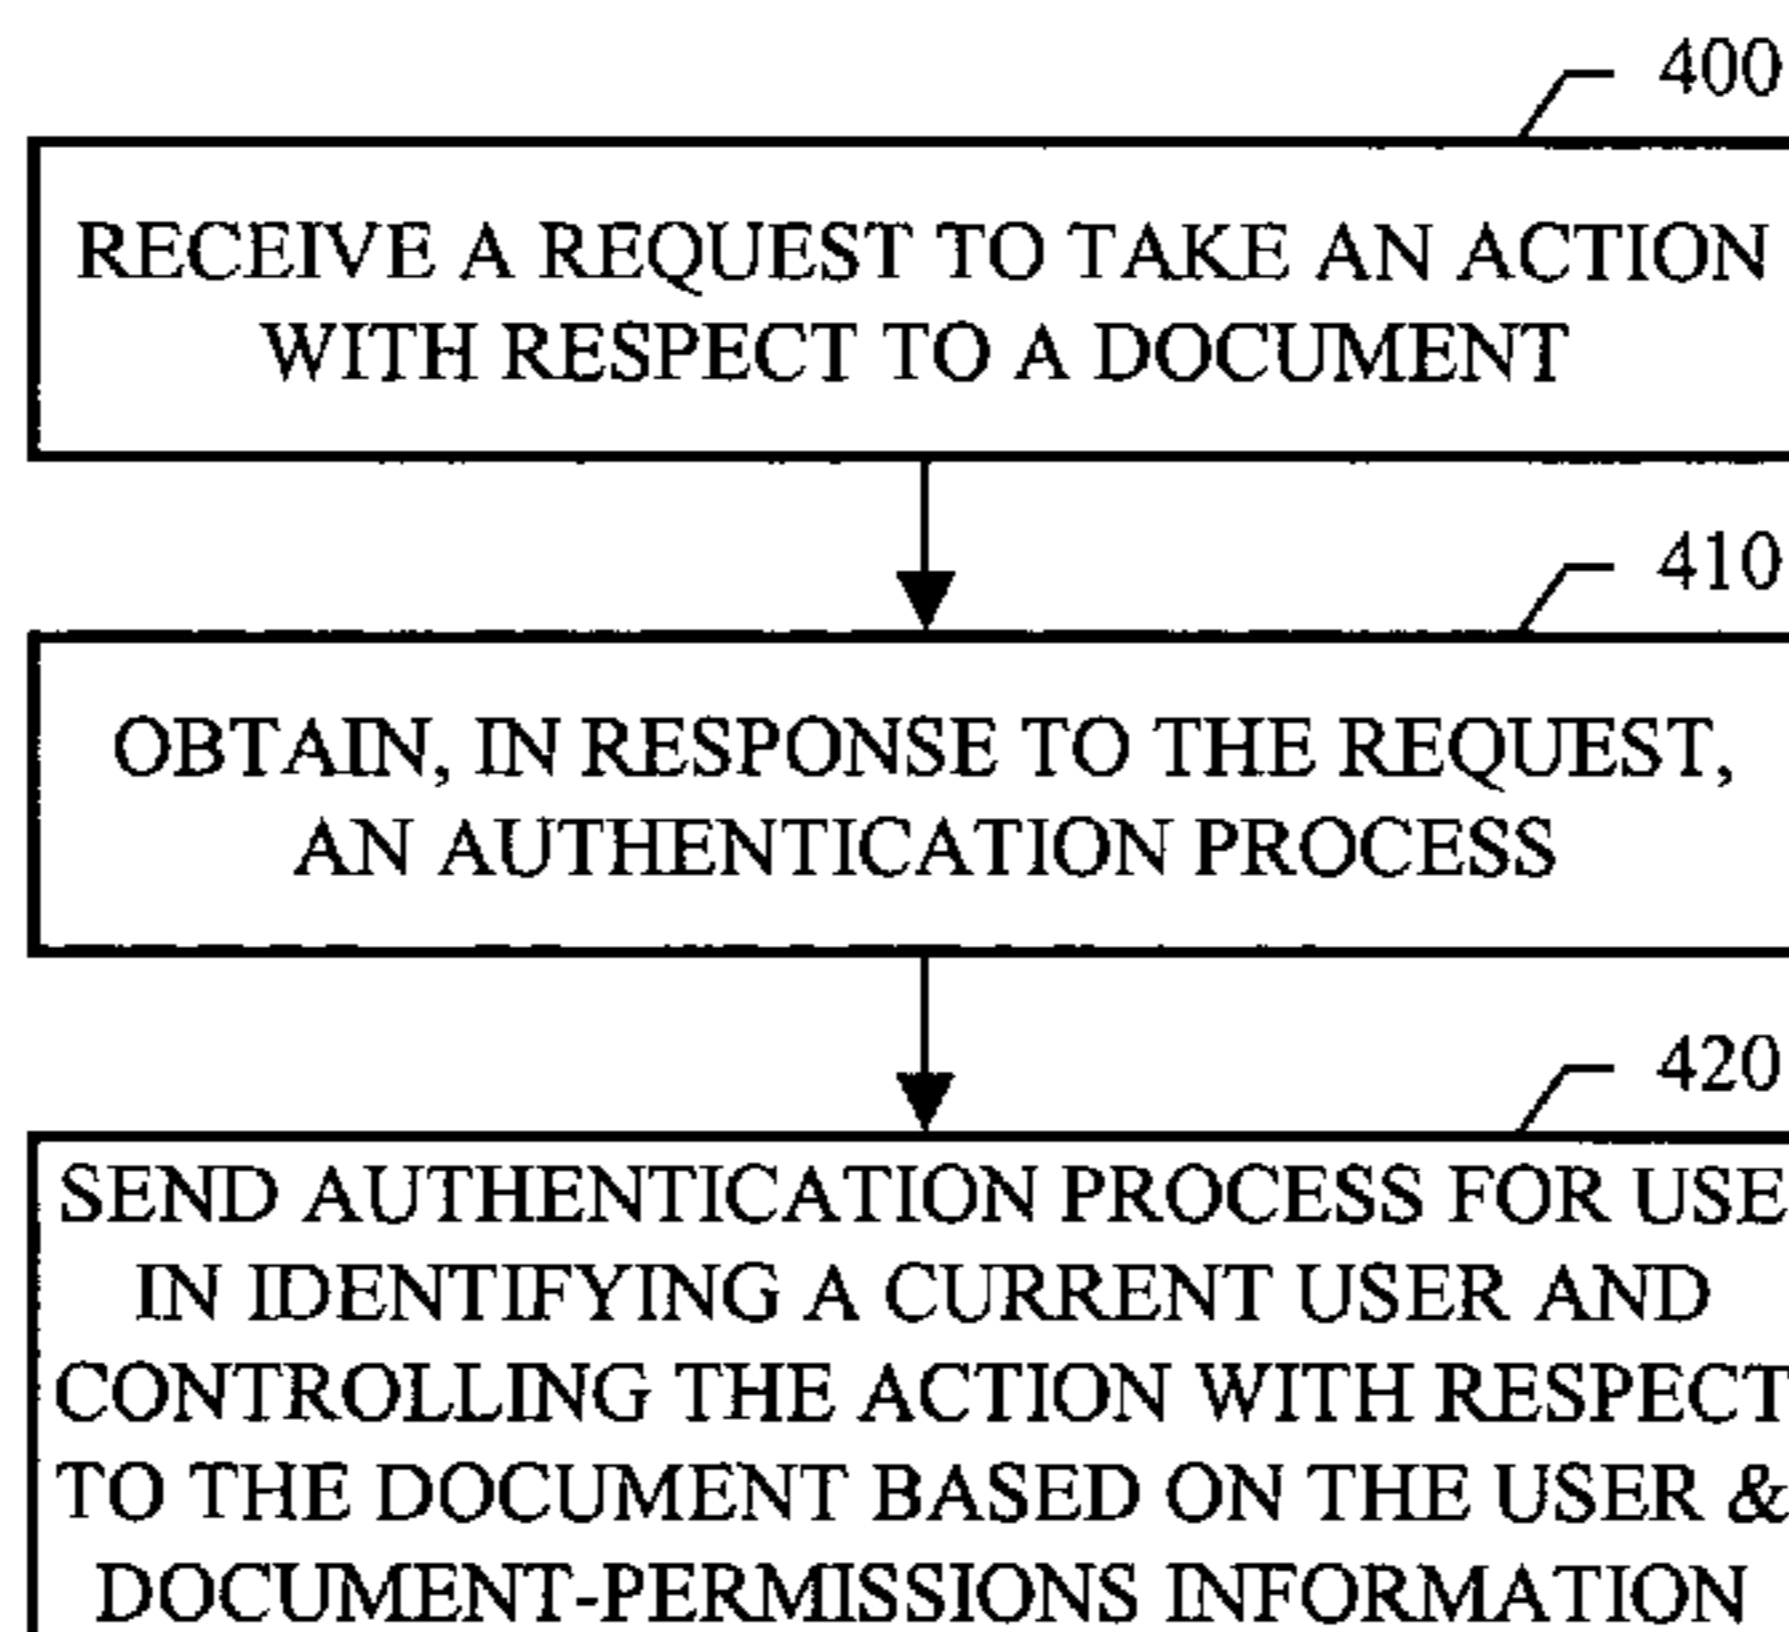 400
RECEIVE A REQUEST TO TAKE AN ACTION
WITH RESPECT TO A DOCUMENT
410
OBTAIN, IN RESPONSE TO THE REQUEST,
AN AUTHENTICATION PROCESS
420
SEND AUTHENTICATION PROCESS FOR USE
IN IDENTIFYING A CURRENT USER AND
CONTROLLING THE ACTION WITH RESPECT
TO THE DOCUMENT BASED ON THE USER &
DOCUMENT-PERMISSIONS INFORMATION